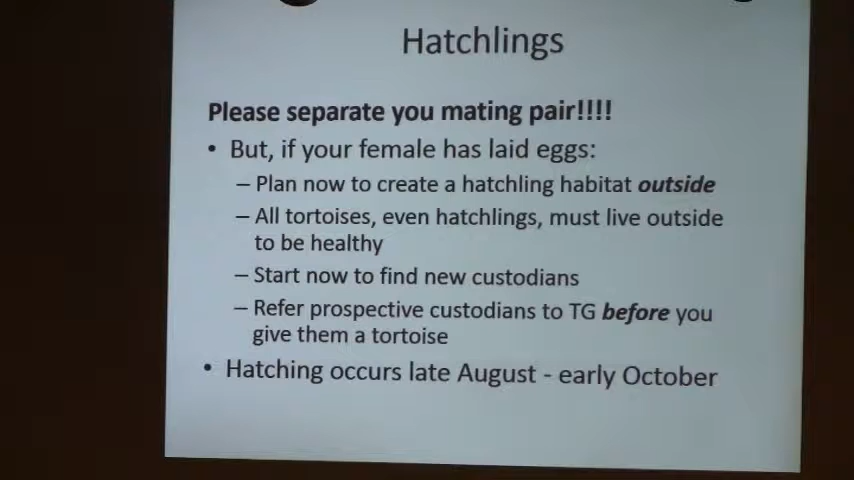 Hatchlings
Please separate you mating pair!!!!
• But, if your female has laid eggs:
– Plan now to create a hatchling habitat outside
– All tortoises, even hatchlings, must live outside
to be healthy
– Start now to find new custodians
– Refer prospective custodians to TG before you
give them a tortoise
• Hatching occurs late August - early October